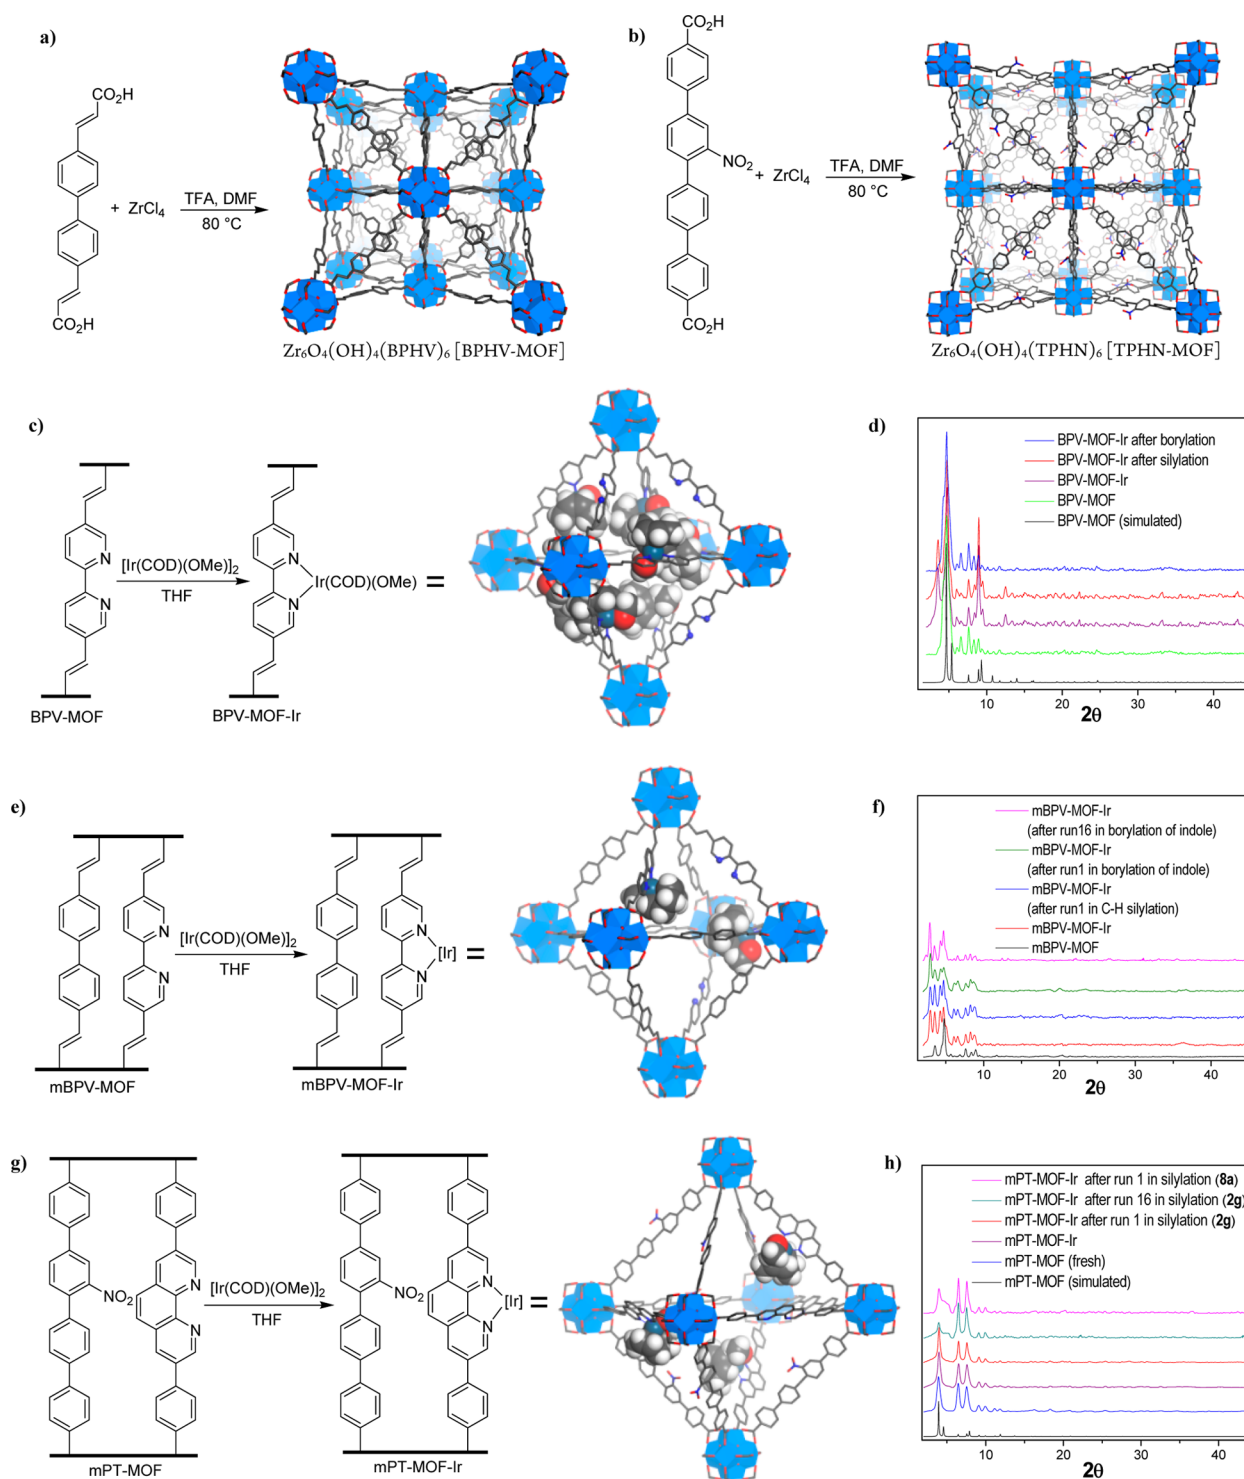 a)
CO₂H
+ ZrCl₄
TFA, DMF
80 °C
CO₂H
Zr₆O₄(OH)₄(BPHV)₆ [BPHV-MOF]
b)
CO₂H
NO₂
+ ZrCl₄
TFA, DMF
80 °C
CO₂H
Zr₆O₄(OH)₄(TPHN)₆ [TPHN-MOF]
c)
N
N
BPV-MOF
[Ir(COD)(OMe)]₂
THF
N
N
Ir(COD)(OMe)
=
BPV-MOF-Ir
d)
BPV-MOF-Ir after borylation
BPV-MOF-Ir after silylation
BPV-MOF-Ir
BPV-MOF
BPV-MOF (simulated)
10 20 30 40
2θ
e)
N
N
mBPV-MOF
[Ir(COD)(OMe)]₂
THF
N
N
[Ir]
=
mBPV-MOF-Ir
f)
mBPV-MOF-Ir
(after run16 in borylation of indole)
mBPV-MOF-Ir
(after run1 in borylation of indole)
mBPV-MOF-Ir
(after run1 in C-H silylation)
mBPV-MOF-Ir
mBPV-MOF
10 20 30 40
2θ
g)
NO₂
N
N
mPT-MOF
[Ir(COD)(OMe)]₂
THF
NO₂
N
N
[Ir]
=
mPT-MOF-Ir
h)
mPT-MOF-Ir after run 1 in silylation (8a)
mPT-MOF-Ir after run 16 in silylation (2g)
mPT-MOF-Ir after run 1 in silylation (2g)
mPT-MOF-Ir
mPT-MOF (fresh)
mPT-MOF (simulated)
10 20 30 40
2θ